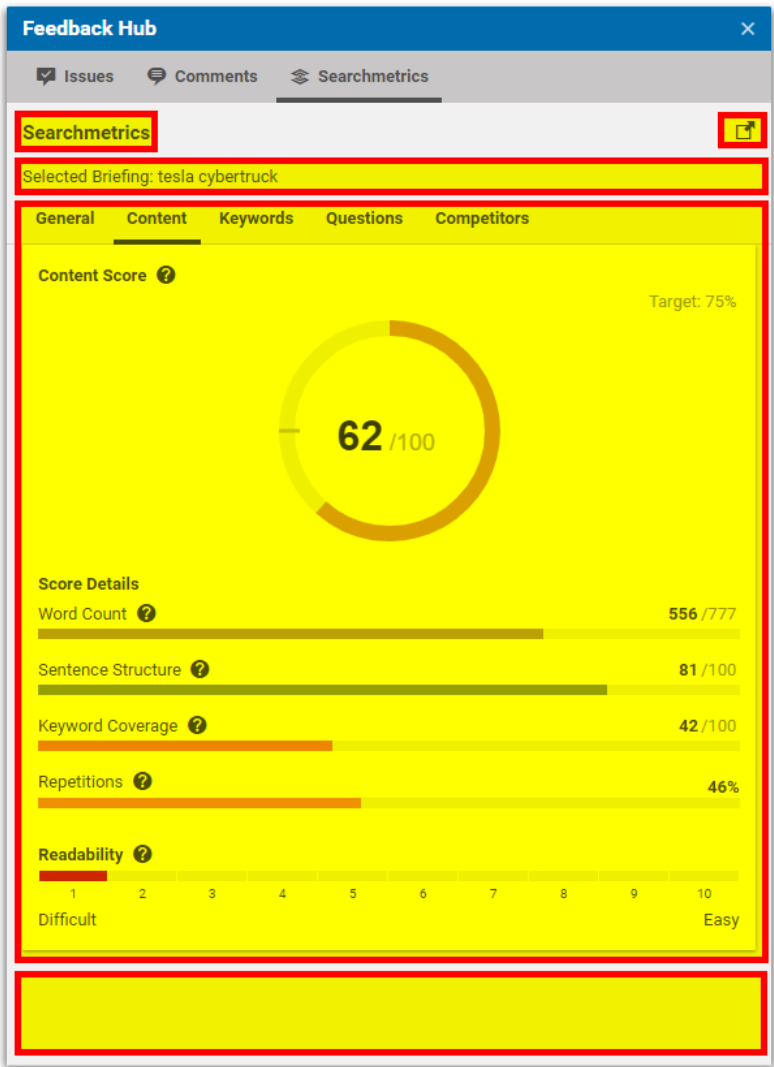 Feedback Hub ×
Issues Comments Searchmetrics
Searchmetrics
Selected Briefing: tesla cybertruck
General Content Keywords Questions Competitors
Content Score ?
Target: 75%
62 /100
Score Details
Word Count ? 556 /777
Sentence Structure ? 81 /100
Keyword Coverage ? 42 /100
Repetitions ? 46%
Readability ?
1 2 3 4 5 6 7 8 9 10
Difficult Easy